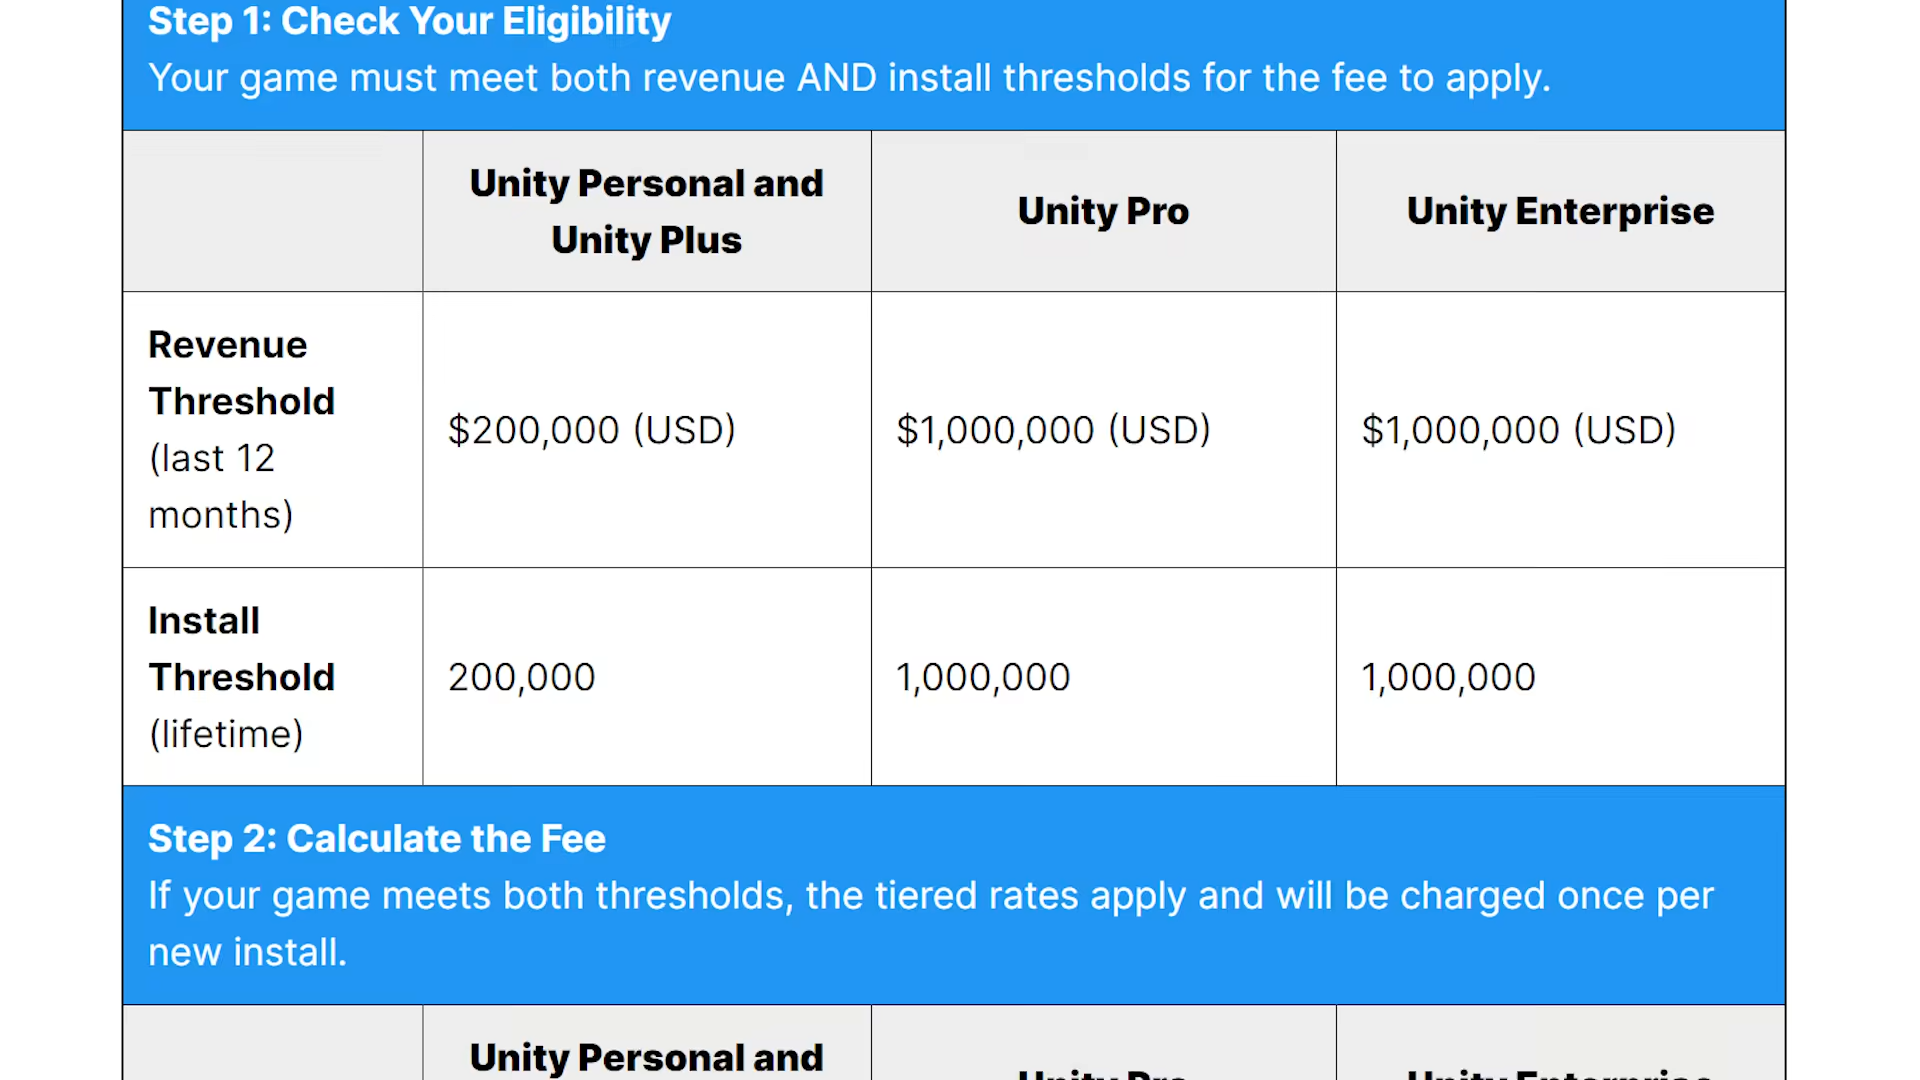 Step 1: Check Your Eligibility
Your game must meet both revenue AND install thresholds for the fee to apply.
Unity Personal and
Unity Plus
Unity Pro
Unity Enterprise
Revenue
Threshold
(last 12
months)
$200,000 (USD)
$1,000,000 (USD)
$1,000,000 (USD)
Install
Threshold
(lifetime)
200,000
1,000,000
1,000,000
Step 2: Calculate the Fee
If your game meets both thresholds, the tiered rates apply and will be charged once per
new install.
Unity Personal and
Unity Pro
Unity Enterprise